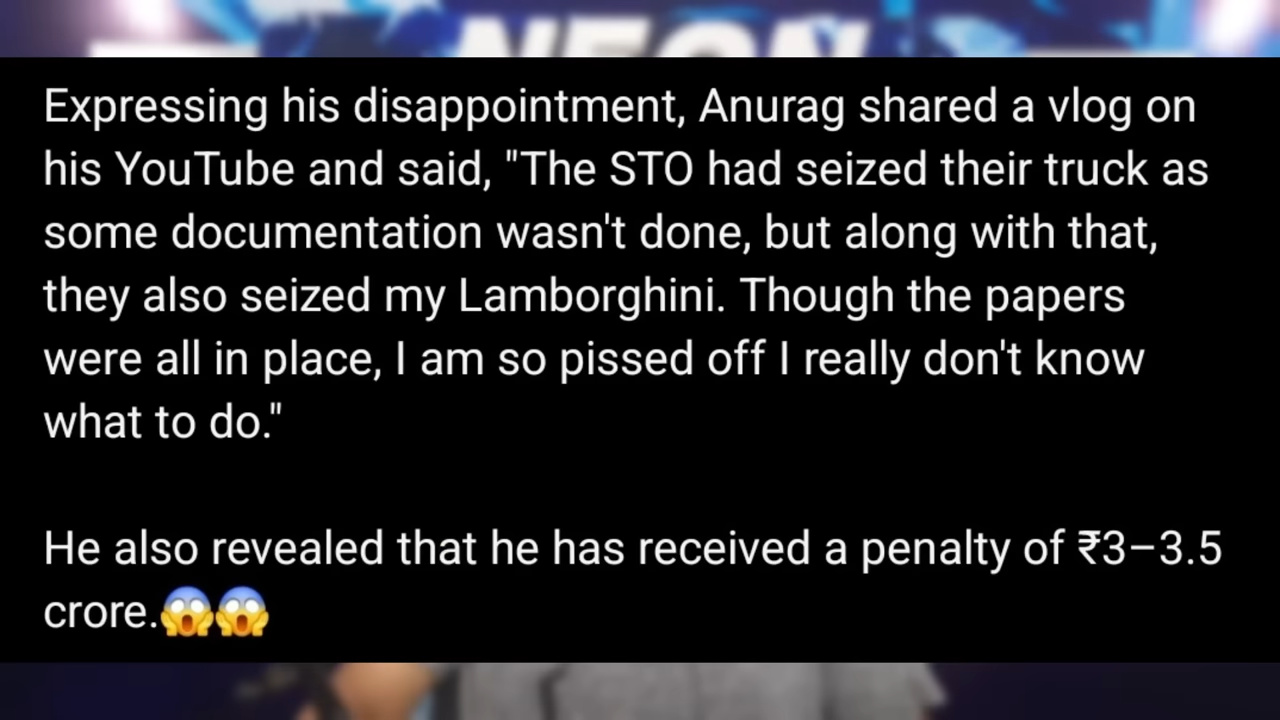 NEON
Expressing his disappointment, Anurag shared a vlog on
his YouTube and said, "The STO had seized their truck as
some documentation wasn't done, but along with that,
they also seized my Lamborghini. Though the papers
were all in place, I am so pissed off I really don't know
what to do."
He also revealed that he has received a penalty of ₹3–3.5
crore.😱😱